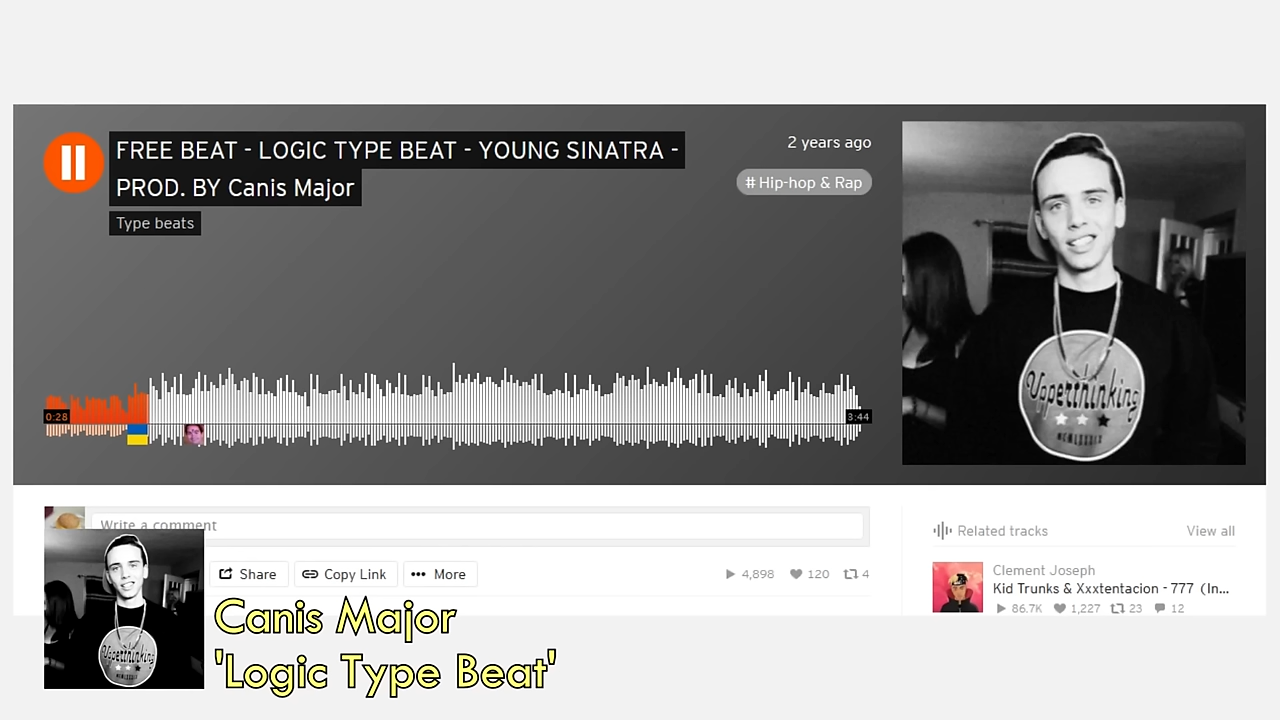 FREE BEAT - LOGIC TYPE BEAT - YOUNG SINATRA -
PROD. BY Canis Major
Type beats
2 years ago
# Hip-hop & Rap
Upperthinking
0:28
3:44
Write a comment
Share
Copy Link
More
4,898
120
4
Related tracks
View all
Clement Joseph
Kid Trunks & Xxxtentacion - 777 (In...
86.7K
1,227
23
12
Upperthinking
Canis Major
'Logic Type Beat'